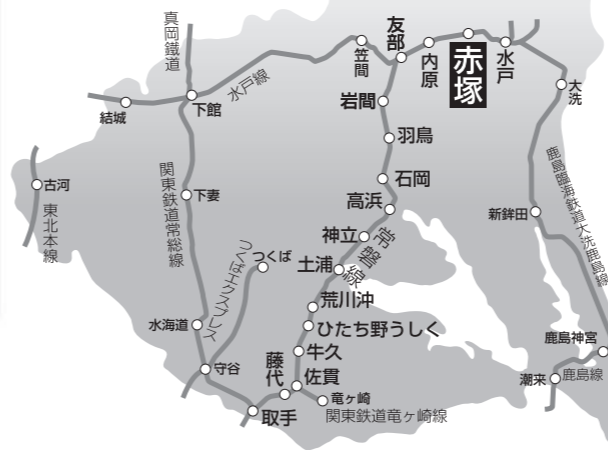 真岡鐵道
友部
笠間
内原
赤塚
水戸
大洗
水戸線
結城
下館
岩間
羽鳥
石岡
高浜
古河
東北本線
関東鉄道常総線
下妻
鹿島臨海鉄道大洗鹿島線
新鉾田
神立
常磐線
土浦
つくば
つくばエクスプレス
荒川沖
ひたち野うしく
水海道
牛久
鹿島神宮
守谷
藤代
佐貫
潮来
鹿島線
竜ヶ崎
関東鉄道竜ヶ崎線
取手